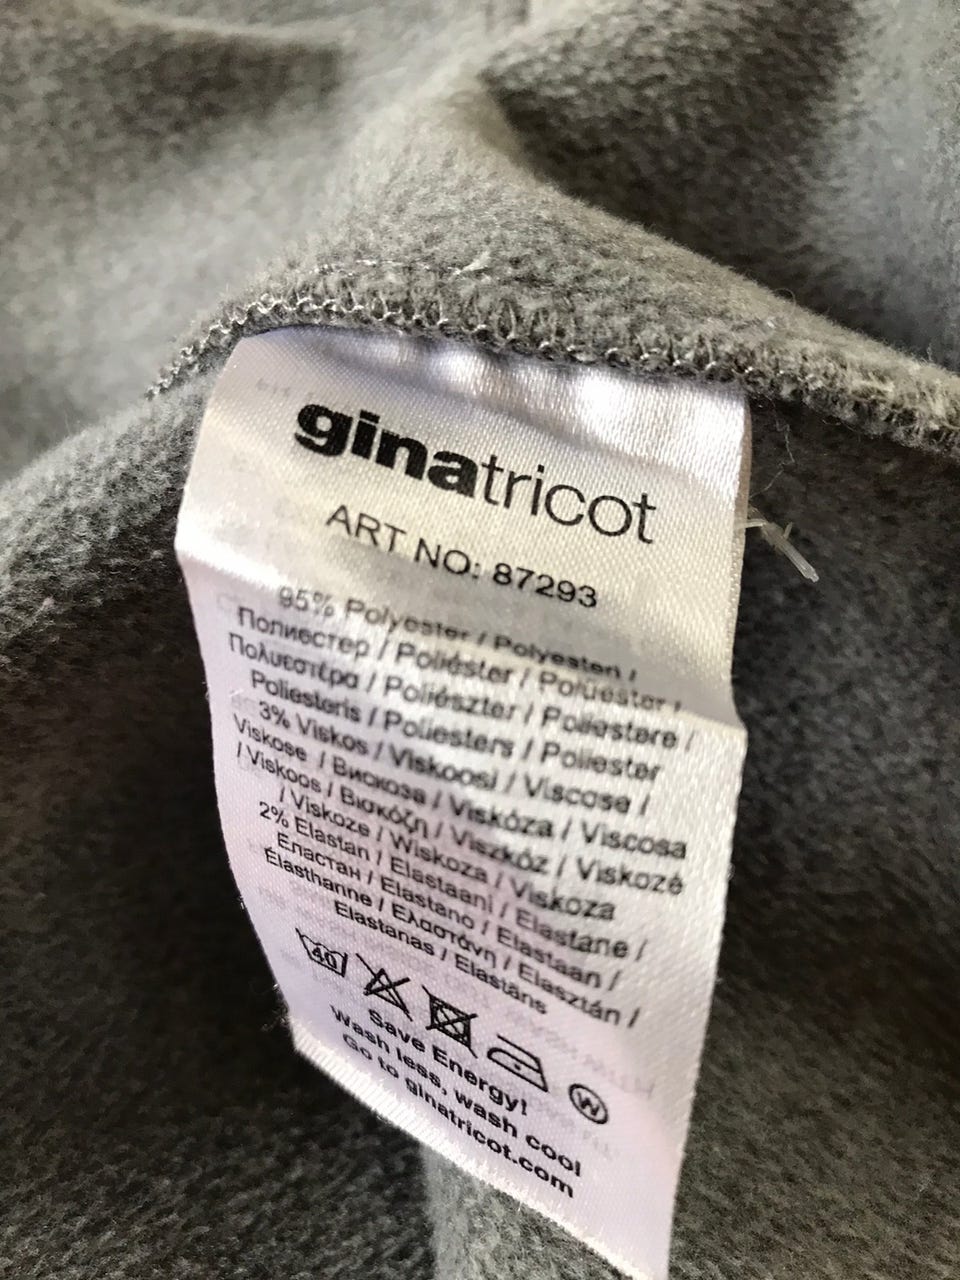 ginatricot
ART NO: 87293
95% Polyester / Polyesteri /
Полиестер / Poliéster / Poliüester /
Πολυεστέρα / Poliészter / Poliestere /
Poliesteris / Poliesters / Poliester
3% Viskos / Viskoosi / Viscose /
Viskose / Вискоза / Viskóza / Viscosa
/ Viskoos / Βισκόζη / Viszkóz / Viskozė
/ Viskoze / Wiskoza / Viskoza
2% Elastan / Elastaani / Elastane /
Еластан / Elastano / Elastaan /
Élasthanne / Ελαστάνη / Elasztán /
Elastanas / Elastāns
40
W
Save Energy!
Wash less, wash cool
Go to ginatricot.com